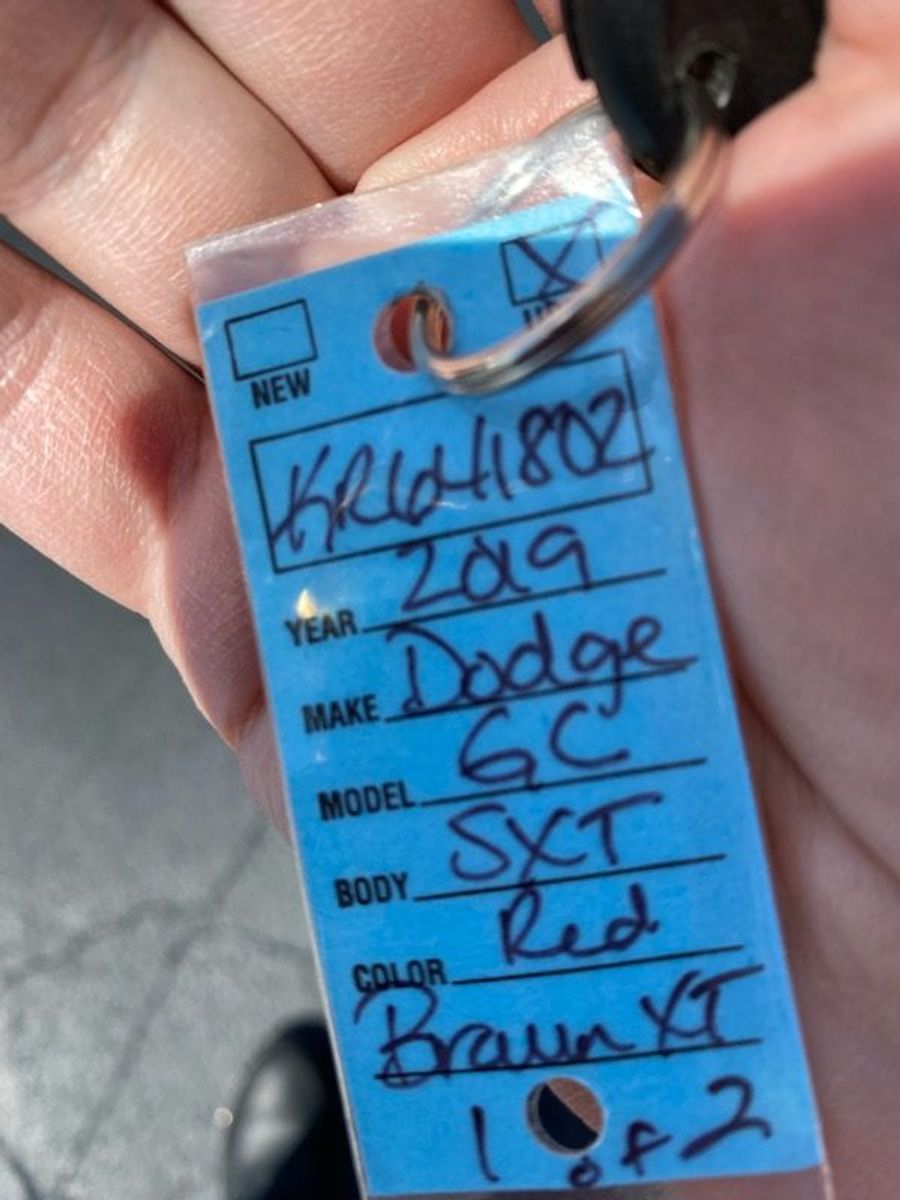 NEW
KR641802
YEAR 2019
MAKE Dodge
MODEL GC
BODY SXT
COLOR Red
Braun XT
1 of 2